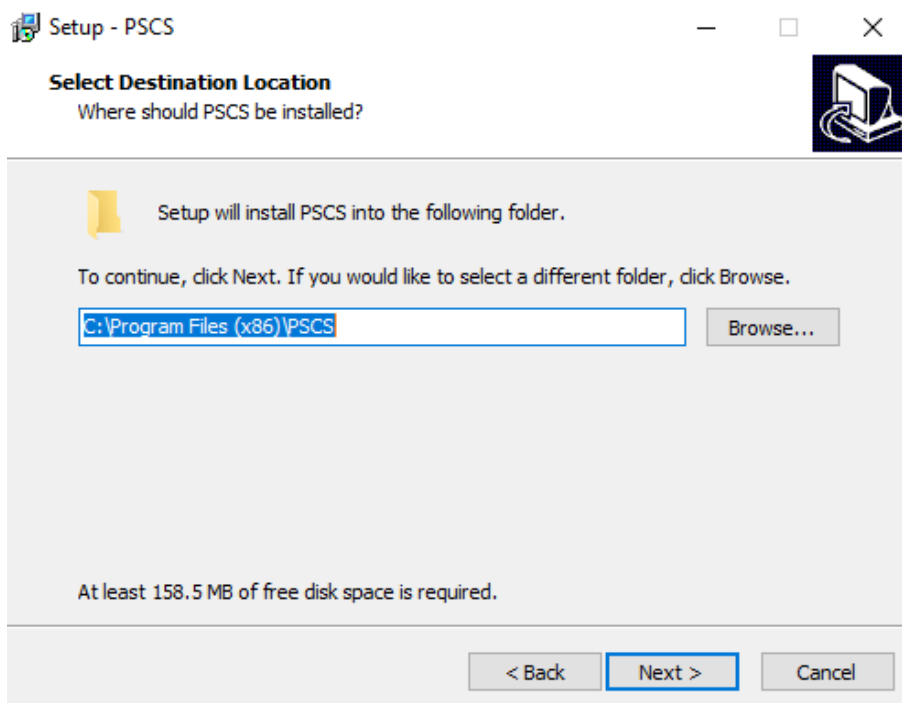 Setup - PSCS
Select Destination Location
Where should PSCS be installed?
Setup will install PSCS into the following folder.
To continue, click Next. If you would like to select a different folder, click Browse.
C:\Program Files (x86)\PSCS
Browse...
At least 158.5 MB of free disk space is required.
< Back
Next >
Cancel